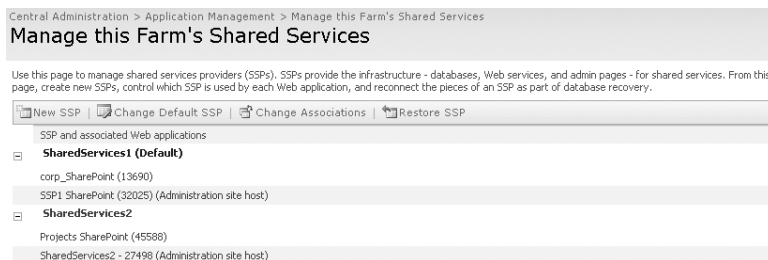 Central Administration > Application Management > Manage this Farm's Shared Services
Manage this Farm's Shared Services
Use this page to manage shared services providers (SSPs). SSPs provide the infrastructure - databases, Web services, and admin pages - for shared services. From this
page, create new SSPs, control which SSP is used by each Web application, and reconnect the pieces of an SSP as part of database recovery.
New SSP | Change Default SSP | Change Associations | Restore SSP
SSP and associated Web applications
SharedServices1 (Default)
corp_SharePoint (13690)
SSP1 SharePoint (32025) (Administration site host)
SharedServices2
Projects SharePoint (45588)
SharedServices2 - 27498 (Administration site host)